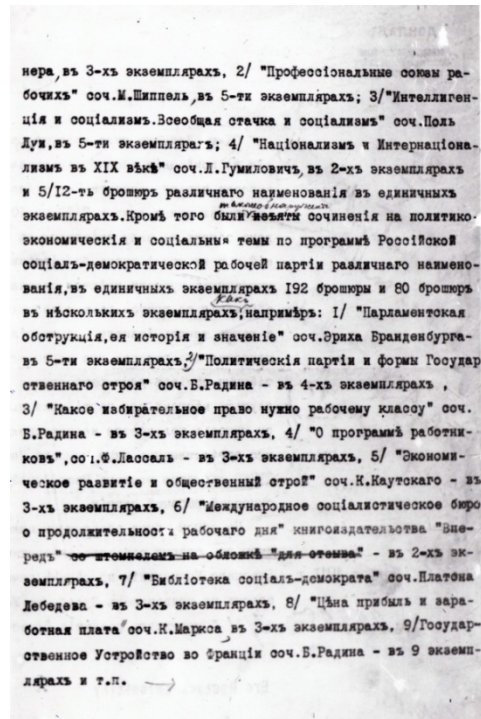 нера, въ 3-хъ экземплярахъ, 2/ "Профессіональные союзы ра-
бочихъ" соч.М.Шиппель, въ 5-ти экземплярахъ; 3/"Интеллиген-
ція и соціализмъ.Всеобщая стачка и соціализмъ" соч.Поль
Луи,въ 5-ти экземплярагъ; 4/ "Націонализмъ и Интернаціона-
лизмъ въ XIX вѣкѣ" соч.Л.Гумиловичъ, въ 2-хъ экземплярахъ
и 5/12-ть брошюръ различнаго наименованія въ единичныхъ
также обнаружены
экземплярахъ.Кромѣ того были взяты сочиненія на политико-
экономическія и соціальныя темы по программѣ Россійской
соціалъ-демократической рабочей партіи различнаго наимено-
ванія,въ единичныхъ экземплярахъ 192 брошюры и 80 брошюръ
какъ
въ нѣсколькихъ экземплярахъ, напримѣръ: 1/ "Парламентская
обструкція,ея исторія и значеніе" соч.Эриха Бранденбурга-
въ 5-ти экземплярахъ, 2/ "Политическія партіи и формы Государ
ственнаго строя" соч.Б.Радина - въ 4-хъ экземплярахъ ,
3/ "Какое избирательное право нужно рабочему классу" соч.
Б.Радина - въ 3-хъ экземплярахъ, 4/ "О программѣ работни-
ковъ",соч.Ф.Лассаль - въ 3-хъ экземплярахъ, 5/ "Экономи-
ческое развитіе и общественный строй" соч.К.Каутскаго - въ
3-хъ экземплярахъ, 6/ "Международное соціалистическое бюро
о продолжительности рабочаго дня" книгоиздательства "Впе-
редъ" со штемпелемъ на обложкѣ "для отзыва" - въ 2-хъ эк-
земплярахъ, 7/ "Библіотека соціалъ-демократа" соч.Платона
Лебедева - въ 3-хъ экземплярахъ, 8/ "Цѣна прибыль и зара-
ботная плата" соч.К.Маркса, въ 3-хъ экземплярахъ, 9/Государ-
ственное Устройство во Франціи соч.Б.Радина - въ 9 экземп-
лярахъ и т.п.